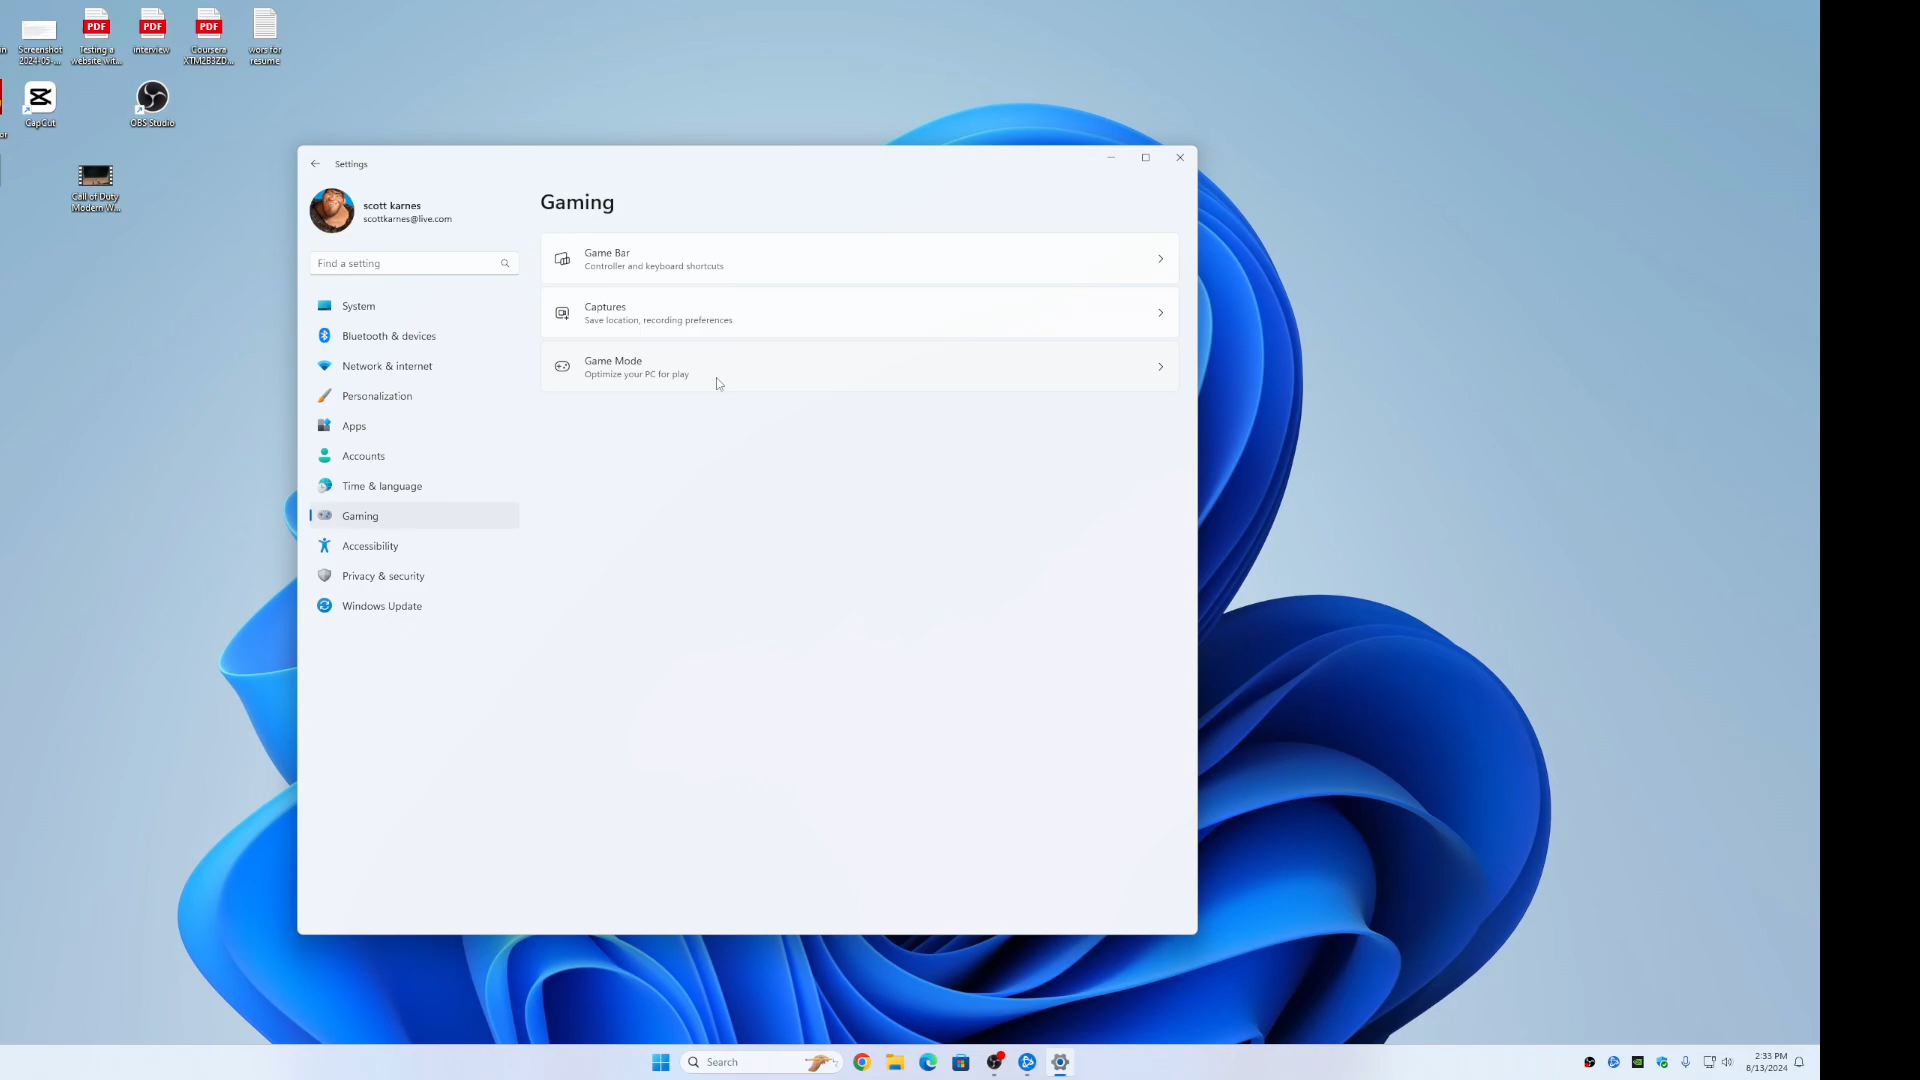 Screenshot
2024-05-...
PDF
Testing a
website wit...
PDF
interview
PDF
Coursera
XTM2B3ZD...
wors for
resume
CapCut
OBS Studio
Call of Duty
Modern W...
Settings
scott karnes
scottkarnes@live.com
Find a setting
System
Bluetooth & devices
Network & internet
Personalization
Apps
Accounts
Time & language
Gaming
Accessibility
Privacy & security
Windows Update
Gaming
Game Bar
Controller and keyboard shortcuts
Captures
Save location, recording preferences
Game Mode
Optimize your PC for play
Search
2:33 PM
8/13/2024